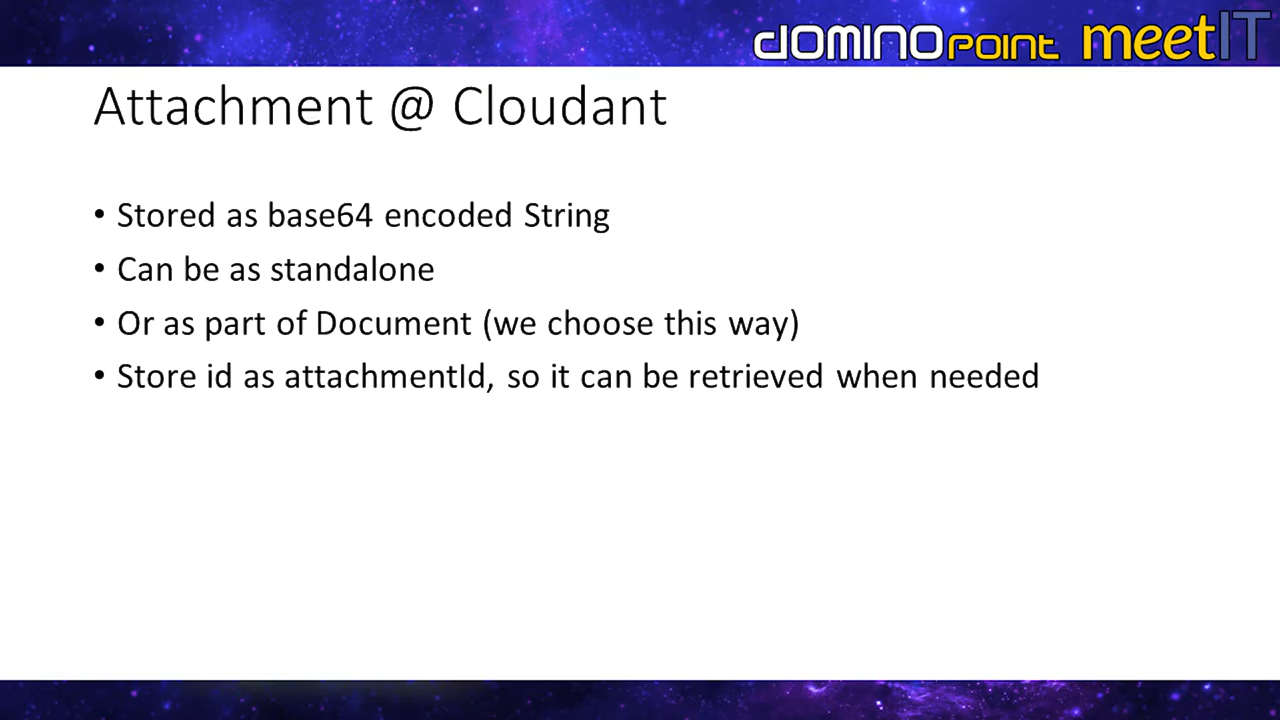 dominopoint meetIT
Attachment @ Cloudant
• Stored as base64 encoded String
• Can be as standalone
• Or as part of Document (we choose this way)
• Store id as attachmentId, so it can be retrieved when needed